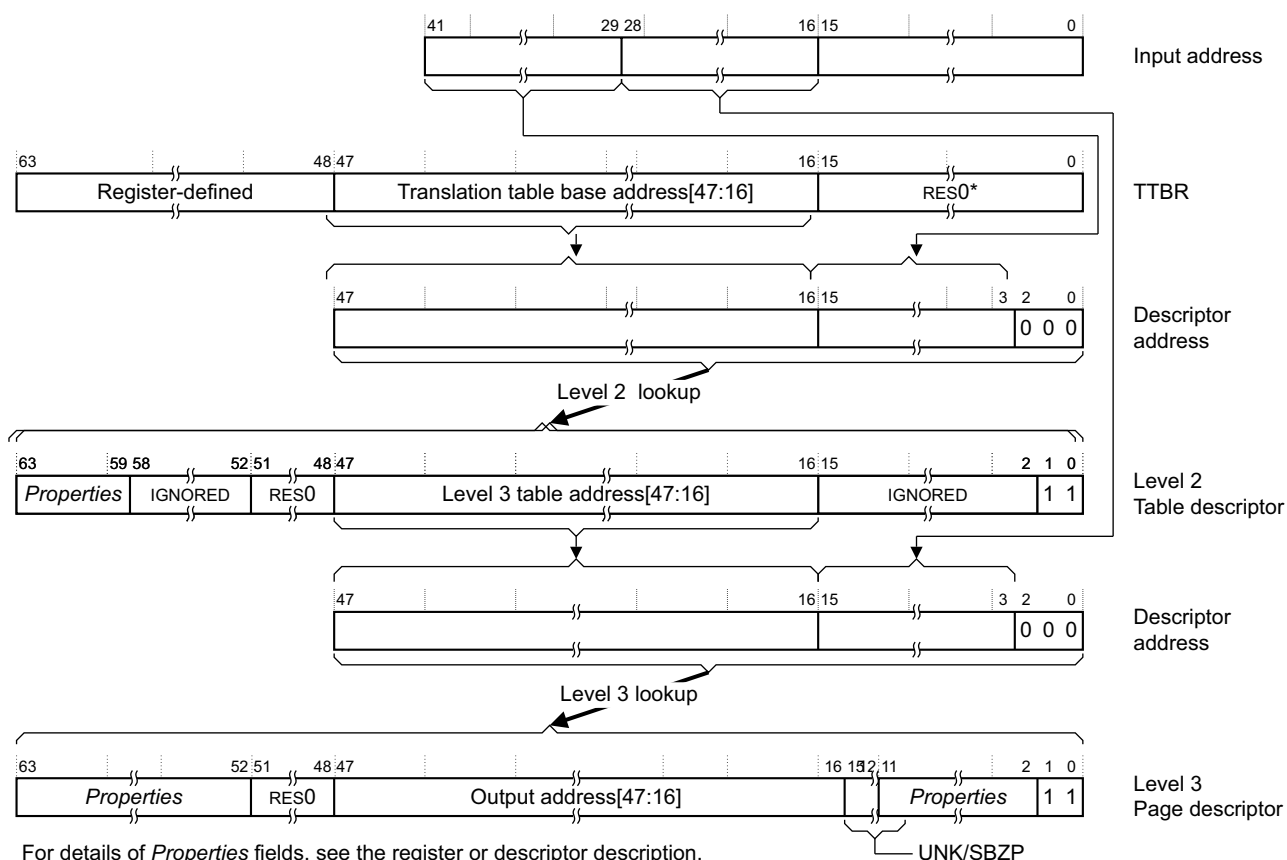 41 29 28 16 15 0
Input address
63 48 47 16 15 0
Register-defined Translation table base address[47:16] RES0* TTBR
47 16 15 3 2 0
0 0 0
Descriptor
address
Level 2 lookup
63 59 58 52 51 48 47 16 15 2 1 0
Properties IGNORED RES0 Level 3 table address[47:16] IGNORED 1 1
Level 2
Table descriptor
47 16 15 3 2 0
0 0 0
Descriptor
address
Level 3 lookup
63 52 51 48 47 16 15 12 11 2 1 0
Properties RES0 Output address[47:16] Properties 1 1
Level 3
Page descriptor
For details of Properties fields, see the register or descriptor description.
UNK/SBZP